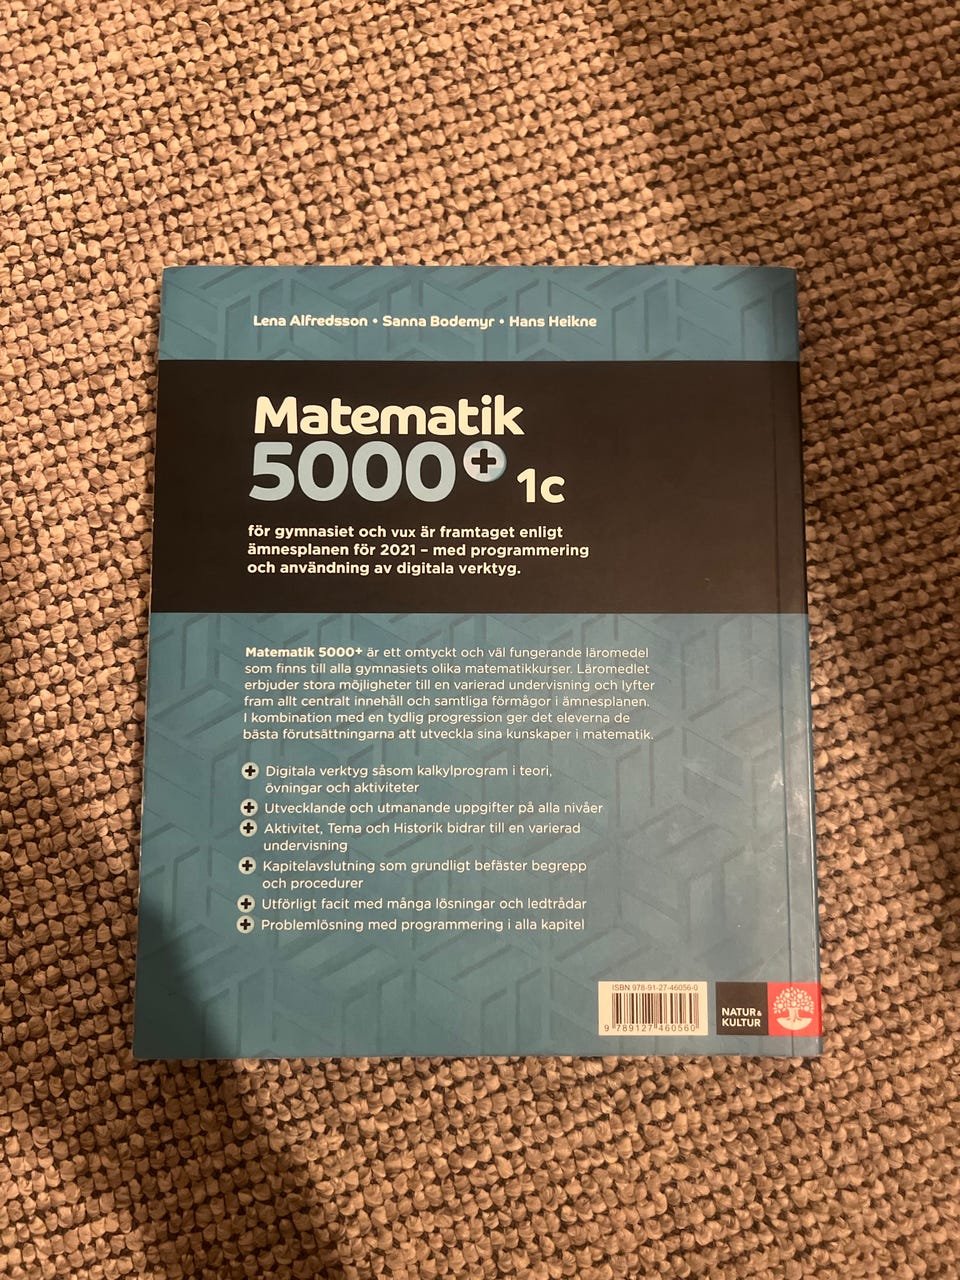 Lena Alfredsson • Sanna Bodemyr • Hans Heikne
Matematik
5000+ 1c
för gymnasiet och vux är framtaget enligt
ämnesplanen för 2021 – med programmering
och användning av digitala verktyg.
Matematik 5000+ är ett omtyckt och väl fungerande läromedel
som finns till alla gymnasiets olika matematikkurser. Läromedlet
erbjuder stora möjligheter till en varierad undervisning och lyfter
fram allt centralt innehåll och samtliga förmågor i ämnesplanen.
I kombination med en tydlig progression ger det eleverna de
bästa förutsättningarna att utveckla sina kunskaper i matematik.
Digitala verktyg såsom kalkylprogram i teori,
övningar och aktiviteter
Utvecklande och utmanande uppgifter på alla nivåer
Aktivitet, Tema och Historik bidrar till en varierad
undervisning
Kapitelavslutning som grundligt befäster begrepp
och procedurer
Utförligt facit med många lösningar och ledtrådar
Problemlösning med programmering i alla kapitel
ISBN 978-91-27-46056-0
9 789127 460560
NATUR &
KULTUR